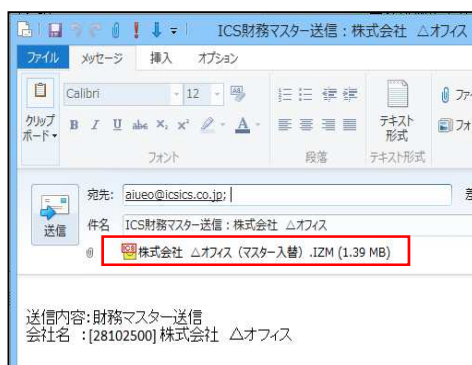 ICS財務マスター送信：株式会社 △オフィス
ファイル メッセージ 挿入 オプション
Calibri 12
クリップ
ボード
B I U abc X₂ X² A
テキスト
形式
ファ
フォ
フォント 段落 テキスト形式
宛先: aiueo@icsics.co.jp;
差
送信
件名 ICS財務マスター送信：株式会社 △オフィス
株式会社 △オフィス（マスター入替）.IZM (1.39 MB)
送信内容:財務マスター送信
会社名 :[28102500] 株式会社 △オフィス